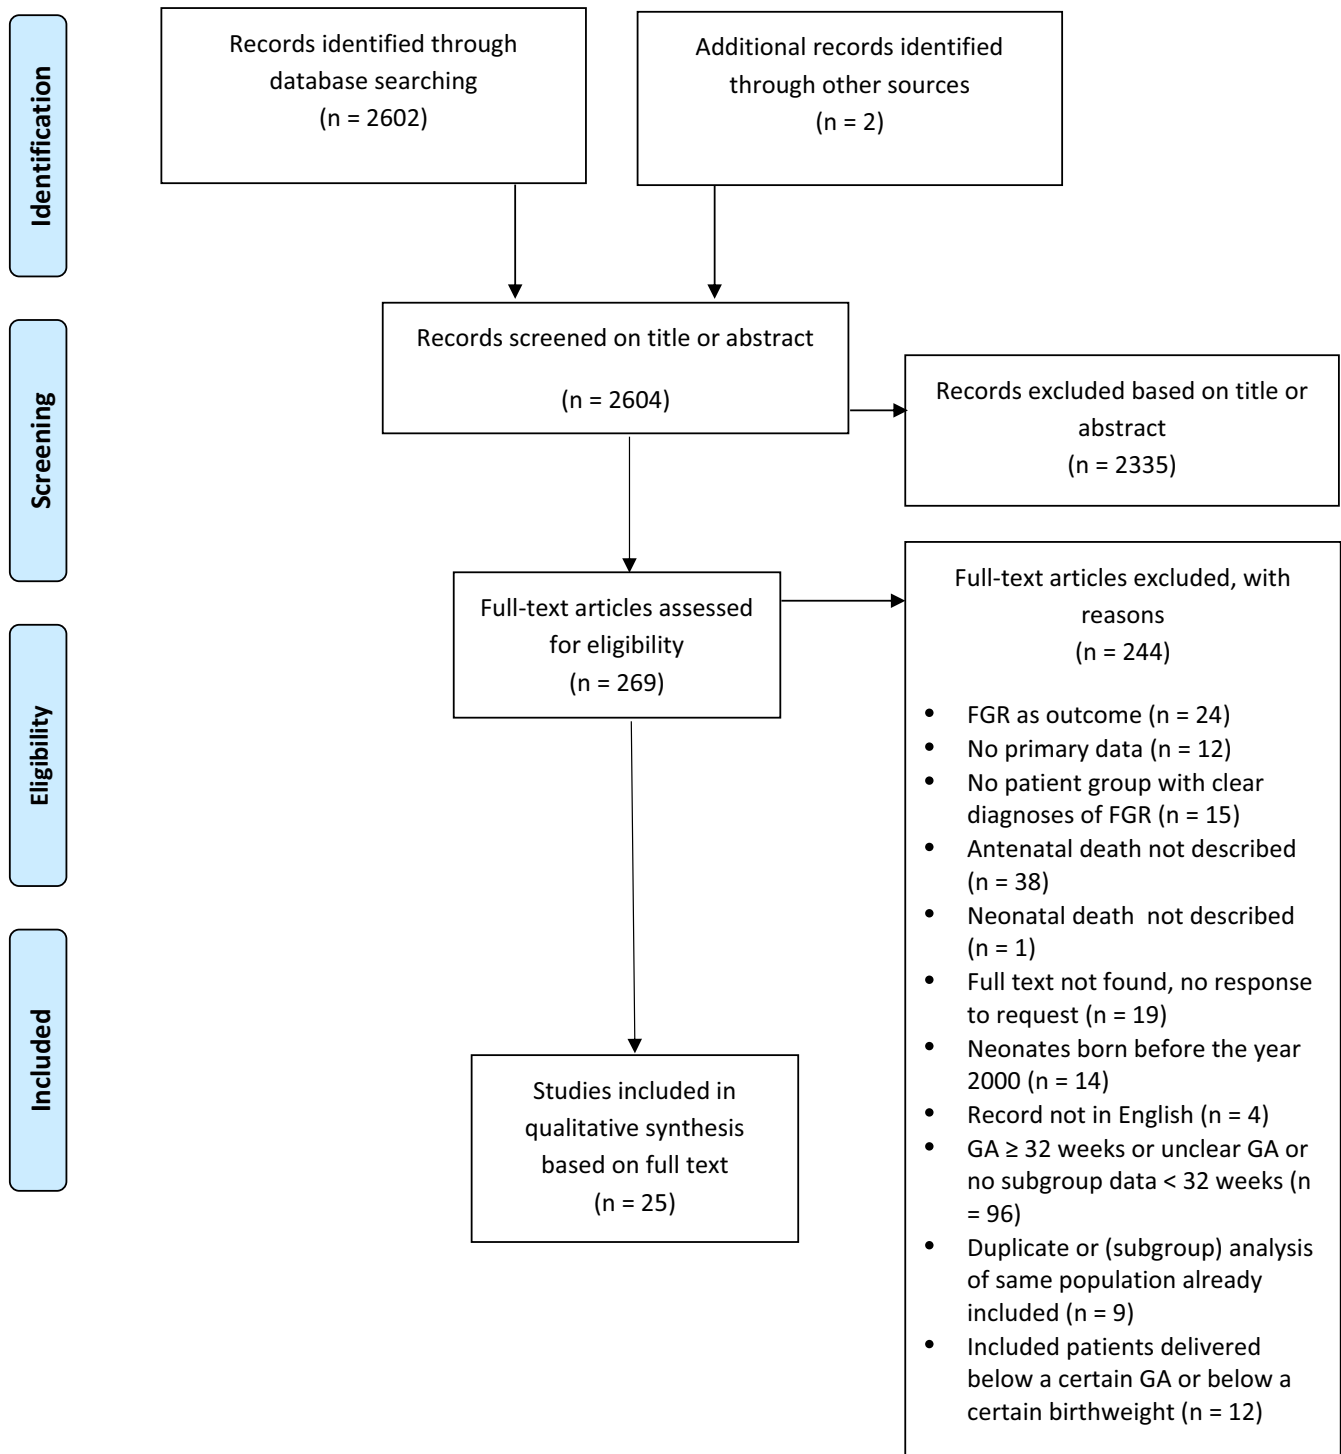 Identification
Records identified through
database searching
(n = 2602)
Additional records identified
through other sources
(n = 2)
Screening
Records screened on title or abstract
(n = 2604)
Records excluded based on title or
abstract
(n = 2335)
Eligibility
Full-text articles assessed
for eligibility
(n = 269)
Full-text articles excluded, with
reasons
(n = 244)
• FGR as outcome (n = 24)
• No primary data (n = 12)
• No patient group with clear
diagnoses of FGR (n = 15)
• Antenatal death not described
(n = 38)
• Neonatal death not described
(n = 1)
• Full text not found, no response
to request (n = 19)
• Neonates born before the year
2000 (n = 14)
• Record not in English (n = 4)
• GA ≥ 32 weeks or unclear GA or
no subgroup data < 32 weeks (n
= 96)
• Duplicate or (subgroup) analysis
of same population already
included (n = 9)
• Included patients delivered
below a certain GA or below a
certain birthweight (n = 12)
Included
Studies included in
qualitative synthesis
based on full text
(n = 25)